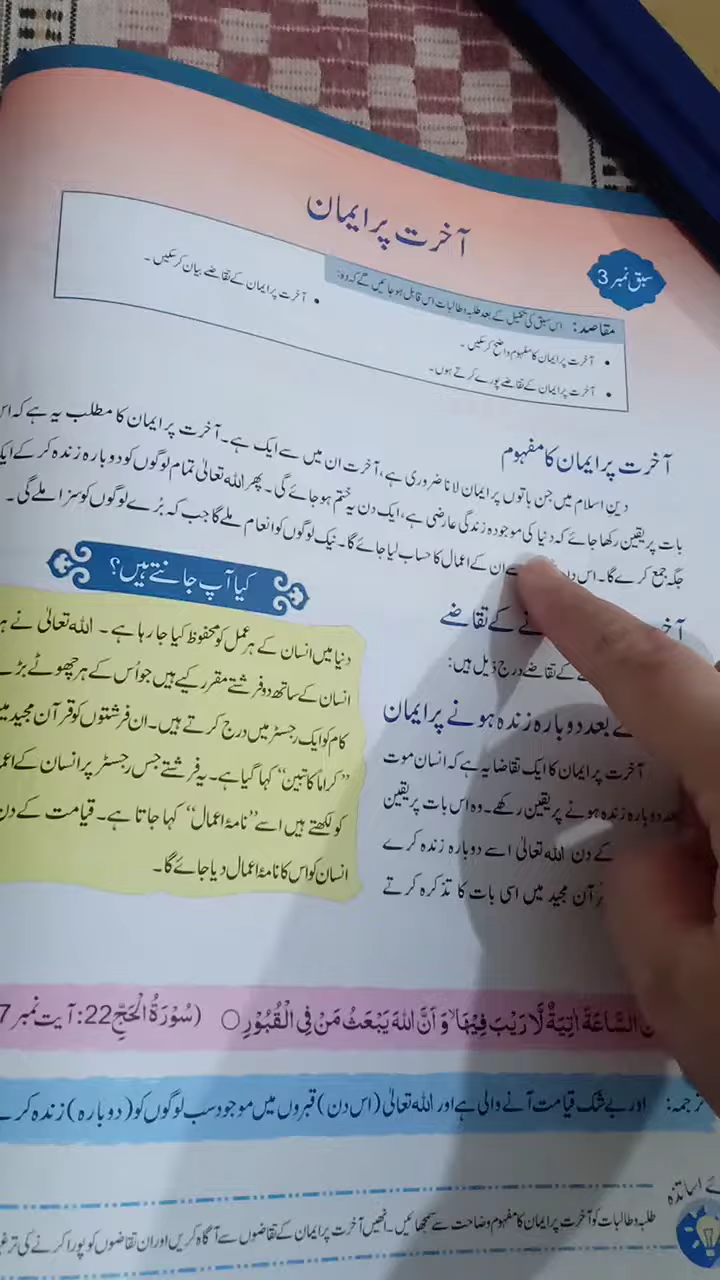 آخرت پر ایمان
سبق نمبر 3
مقاصد: اس سبق کی تکمیل کے بعد طلبہ و طالبات اس قابل ہو جائیں گے کہ وہ:
• آخرت پر ایمان کا مفہوم واضح کر سکیں۔
• آخرت پر ایمان کے تقاضے بیان کر سکیں۔
• آخرت پر ایمان کے تقاضے پورے کرتے ہوں۔
آخرت پر ایمان کا مفہوم
دینِ اسلام میں جن باتوں پر ایمان لانا ضروری ہے، آخرت ان میں سے ایک ہے۔ آخرت پر ایمان کا مطلب یہ ہے کہ اس
بات پر یقین رکھا جائے کہ دنیا کی موجودہ زندگی عارضی ہے، ایک دن یہ ختم ہو جائے گی۔ پھر اللہ تعالیٰ تمام لوگوں کو دوبارہ زندہ کر کے ایک
جگہ جمع کرے گا۔ اس دن ان کے اعمال کا حساب لیا جائے گا۔ نیک لوگوں کو انعام ملے گا جب کہ بُرے لوگوں کو سزا ملے گی۔
کے تقاضے
کے تقاضے درج ذیل ہیں:
بعد دوبارہ زندہ ہونے پر ایمان
آخرت پر ایمان کا ایک تقاضا یہ ہے کہ انسان موت
بعد دوبارہ زندہ ہونے پر یقین رکھے۔ وہ اس بات پر یقین
کے دن اللہ تعالیٰ اسے دوبارہ زندہ کرے
قرآن مجید میں اسی بات کا تذکرہ کرتے
کیا آپ جانتے ہیں؟
دنیا میں انسان کے ہر عمل کو محفوظ کیا جا رہا ہے۔ اللہ تعالیٰ نے ہر
انسان کے ساتھ دو فرشتے مقرر کیے ہیں جو اُس کے ہر چھوٹے بڑے
کام کو ایک رجسٹر میں درج کرتے ہیں۔ ان فرشتوں کو قرآن مجید میں
”کراماً کاتبین“ کہا گیا ہے۔ یہ فرشتے جس رجسٹر پر انسان کے
کو لکھتے ہیں اسے ”نامۂ اعمال“ کہا جاتا ہے۔ قیامت کے دن
انسان کو اس کا نامۂ اعمال دیا جائے گا۔
السَّاعَةَ اٰتِيَةٌ لَّا رَيْبَ فِيْهَا ۙ وَ اَنَّ اللّٰهَ يَبْعَثُ مَنْ فِي الْقُبُوْرِ ○ (سُوْرَةُ الْحَجِّ 22: آیت نمبر 7
ترجمہ: اور بے شک قیامت آنے والی ہے اور اللہ تعالیٰ (اس دن) قبروں میں موجود سب لوگوں کو (دوبارہ) زندہ کرے
اساتذہ
طلبہ و طالبات کو آخرت پر ایمان کا مفہوم وضاحت سے سمجھائیں۔ انھیں آخرت پر ایمان کے تقاضوں سے آگاہ کریں اور ان تقاضوں کو پورا کرنے کی